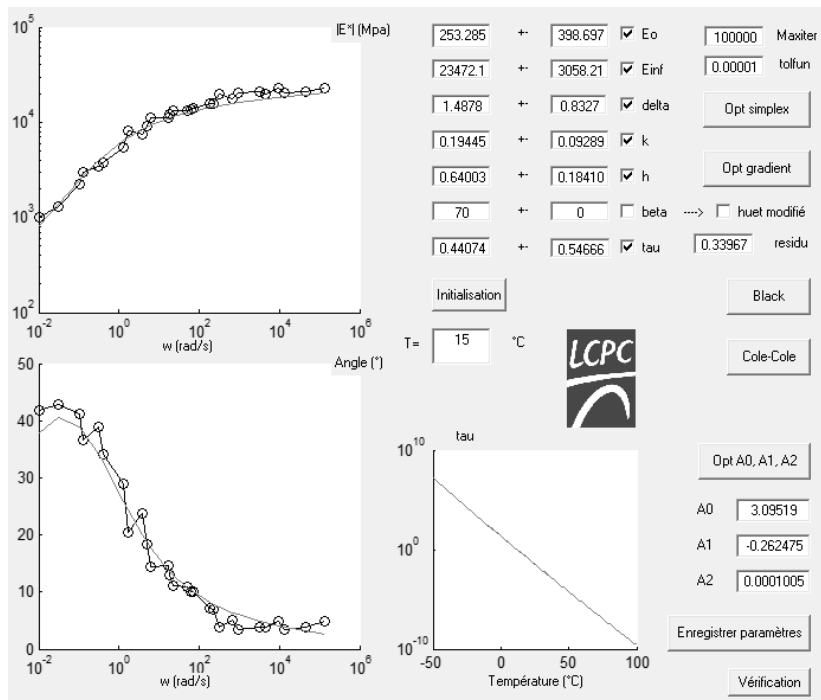 |E*| (Mpa)
10^5
10^4
10^3
10^2
10^-2 10^0 10^2 10^4 10^6
w (rad/s)
253.285 +- 398.697 Eo
23472.1 +- 3058.21 Einf
1.4878 +- 0.8327 delta
0.19445 +- 0.09289 k
0.64003 +- 0.18410 h
70 +- 0 beta ----> huet modifié
0.44074 +- 0.54666 tau
100000 Maxiter
0.00001 tolfun
Opt simplex
Opt gradient
0.33967 residu
Initialisation
Black
T= 15 °C
LCPC
Cole-Cole
Angle (°)
50
40
30
20
10
0
10^-2 10^0 10^2 10^4 10^6
w (rad/s)
tau
10^10
10^0
10^-10
-50 0 50 100
Température (°C)
Opt A0, A1, A2
A0 3.09519
A1 -0.262475
A2 0.0001005
Enregistrer paramètres
Vérification